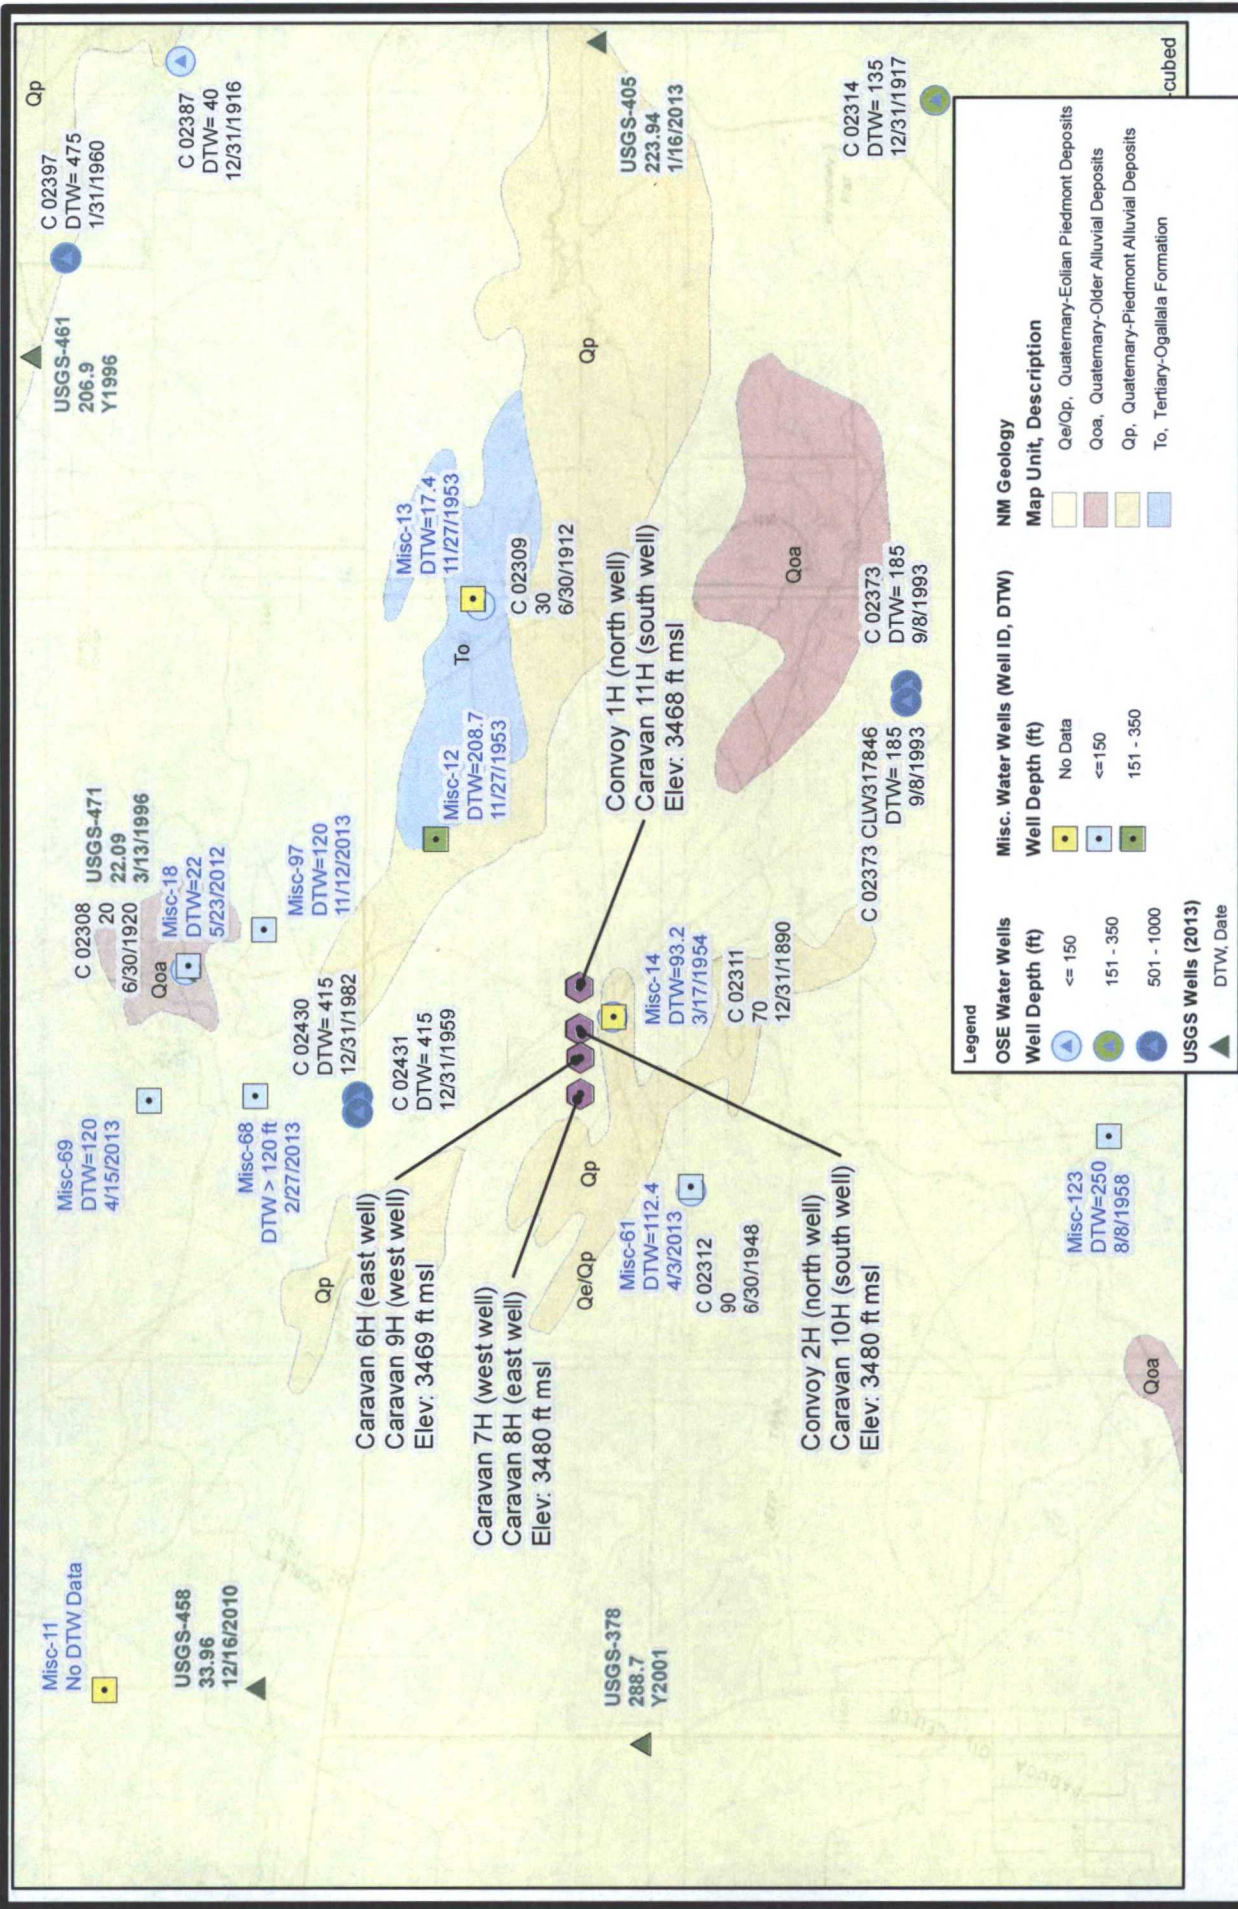 Misc-11
No DTW Data
USGS-458
33.96
12/16/2010
USGS-378
288.7
Y2001
Misc-69
DTW=120
4/15/2013
Misc-68
DTW > 120 ft
2/27/2013
C 02308
20
6/30/1920
USGS-471
22.09
3/13/1996
Qoa
Misc-18
DTW=22
5/23/2012
Misc-97
DTW=120
11/12/2013
C 02430
DTW= 415
12/31/1982
C 02431
DTW= 415
12/31/1959
USGS-461
206.9
Y1996
C 02397
DTW= 475
1/31/1960
Qp
C 02387
DTW= 40
12/31/1916
Qp
Caravan 6H (east well)
Caravan 9H (west well)
Elev: 3469 ft msl
Caravan 7H (west well)
Caravan 8H (east well)
Elev: 3480 ft msl
Misc-12
DTW=208.7
11/27/1953
To
Misc-13
DTW=17.4
11/27/1953
C 02309
30
6/30/1912
Qp
USGS-405
223.94
1/16/2013
Convoy 1H (north well)
Caravan 11H (south well)
Elev: 3468 ft msl
Qe/Qp
Qp
Misc-61
DTW=112.4
4/3/2013
C 02312
90
6/30/1948
Misc-14
DTW=93.2
3/17/1954
C 02311
70
12/31/1890
Convoy 2H (north well)
Caravan 10H (south well)
Elev: 3480 ft msl
Qoa
C 02373
DTW= 185
9/8/1993
C 02373 CLW317846
DTW= 185
9/8/1993
C 02314
DTW= 135
12/31/1917
Misc-123
DTW=250
8/8/1958
Qoa
PADUCA
-cubed
Legend
OSE Water Wells
Well Depth (ft)
<= 150
151 - 350
501 - 1000
USGS Wells (2013)
DTW, Date
Misc. Water Wells (Well ID, DTW)
Well Depth (ft)
No Data
<=150
151 - 350
NM Geology
Map Unit, Description
Qe/Qp, Quaternary-Eolian Piedmont Deposits
Qoa, Quaternary-Older Alluvial Deposits
Qp, Quaternary-Piedmont Alluvial Deposits
To, Tertiary-Ogallala Formation